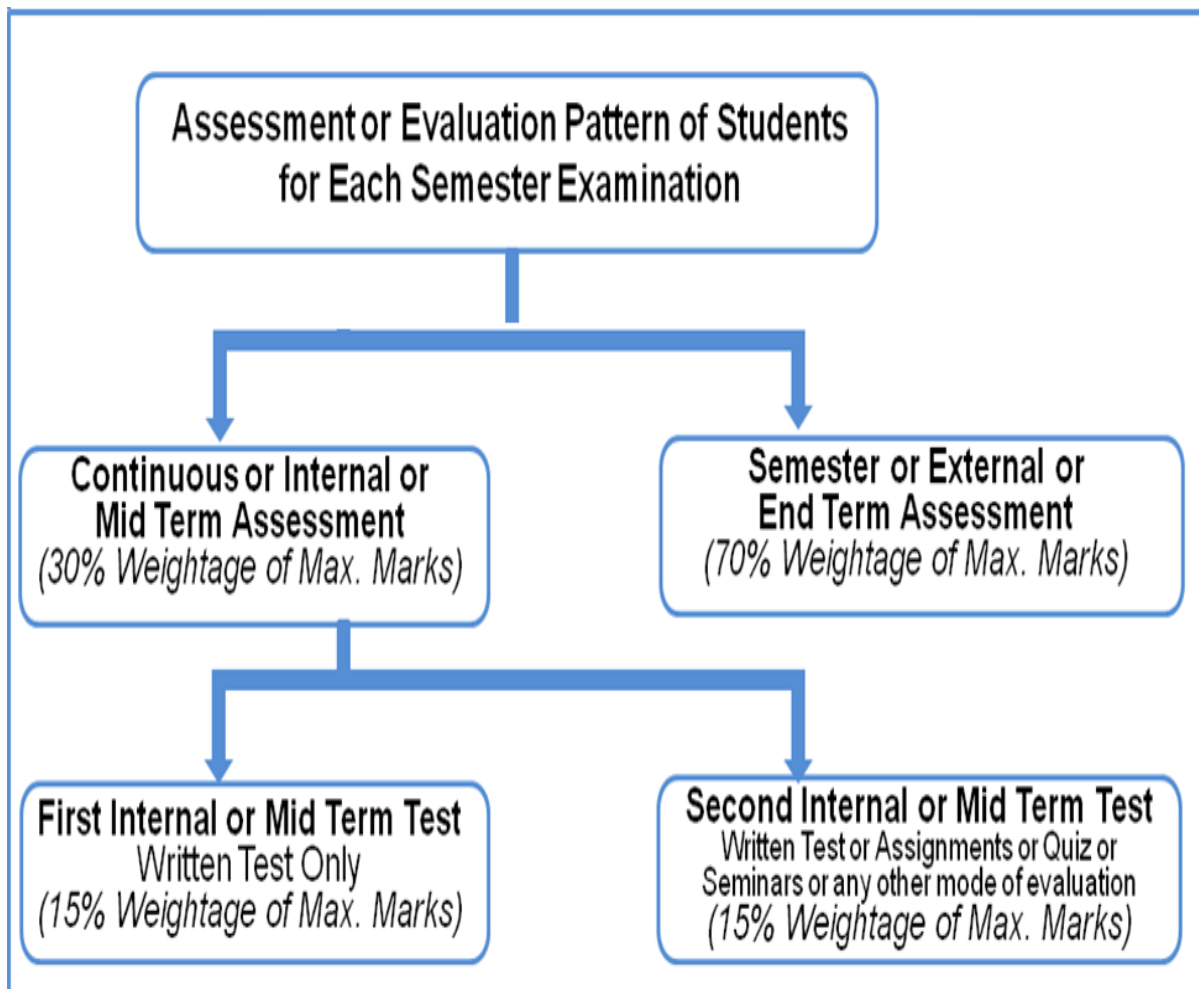 Assessment or Evaluation Pattern of Students
for Each Semester Examination
Continuous or Internal or
Mid Term Assessment
(30% Weightage of Max. Marks)
Semester or External or
End Term Assessment
(70% Weightage of Max. Marks)
First Internal or Mid Term Test
Written Test Only
(15% Weightage of Max. Marks)
Second Internal or Mid Term Test
Written Test or Assignments or Quiz or
Seminars or any other mode of evaluation
(15% Weightage of Max. Marks)